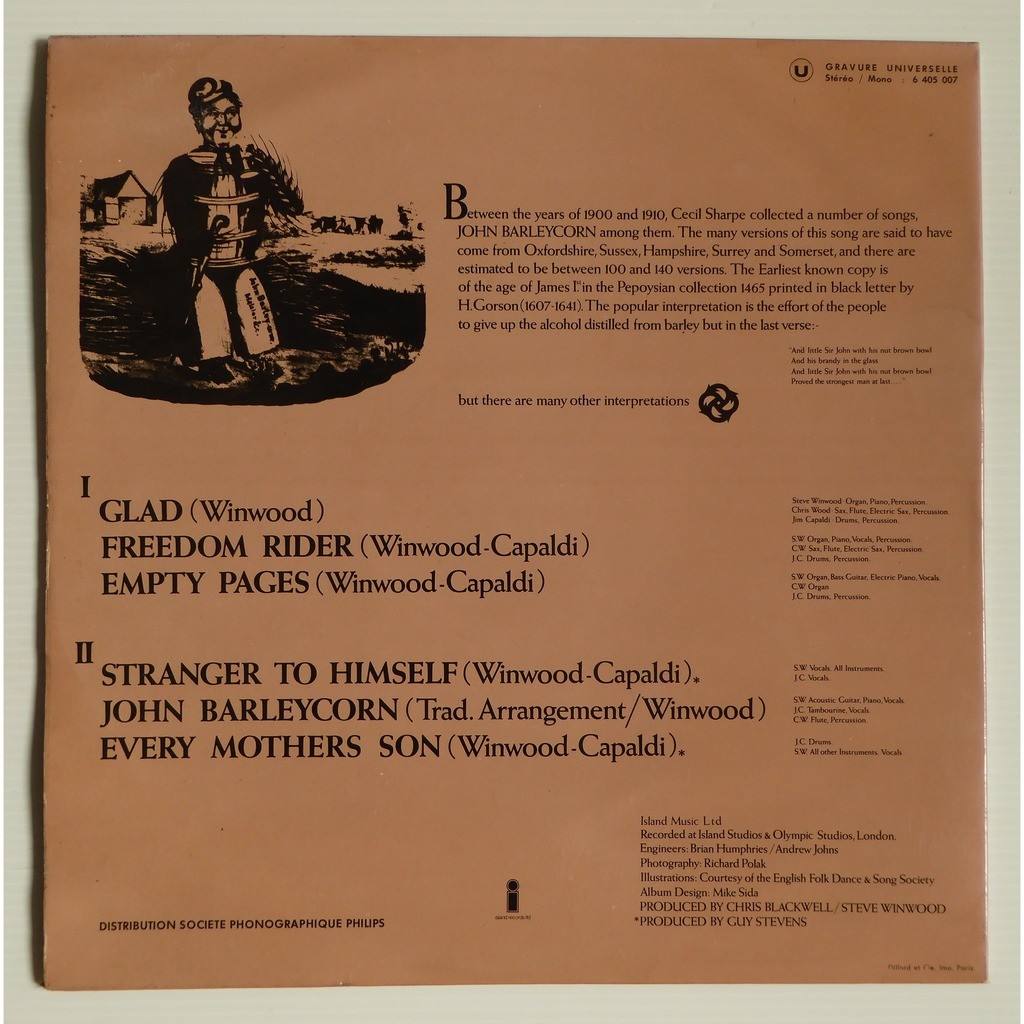 U GRAVURE UNIVERSELLE
Stéréo / Mono : 6 405 007
Between the years of 1900 and 1910, Cecil Sharpe collected a number of songs,
JOHN BARLEYCORN among them. The many versions of this song are said to have
come from Oxfordshire, Sussex, Hampshire, Surrey and Somerset, and there are
estimated to be between 100 and 140 versions. The Earliest known copy is
of the age of James Ist in the Pepoysian collection 1465 printed in black letter by
H.Gorson (1607-1641). The popular interpretation is the effort of the people
to give up the alcohol distilled from barley but in the last verse:-
"And little Sir John with his nut brown bowl
And his brandy in the glass
And little Sir John with his nut brown bowl
Proved the strongest man at last....."
but there are many other interpretations
John Barleycorn
I
GLAD (Winwood)
Steve Winwood-Organ, Piano, Percussion.
Chris Wood-Sax, Flute, Electric Sax, Percussion.
Jim Capaldi-Drums, Percussion.
FREEDOM RIDER (Winwood-Capaldi)
S.W. Organ, Piano, Vocals, Percussion.
C.W. Sax, Flute, Electric Sax, Percussion.
J.C. Drums, Percussion.
EMPTY PAGES (Winwood-Capaldi)
S.W. Organ, Bass Guitar, Electric Piano, Vocals.
C.W. Organ
J.C. Drums, Percussion.
II
STRANGER TO HIMSELF (Winwood-Capaldi).*
S.W. Vocals. All Instruments.
J.C. Vocals.
JOHN BARLEYCORN (Trad. Arrangement/Winwood)
S.W. Acoustic Guitar, Piano, Vocals.
J.C. Tambourine, Vocals.
C.W. Flute, Percussion.
EVERY MOTHERS SON (Winwood-Capaldi).*
J.C. Drums
S.W. All other Instruments. Vocals
Island Music Ltd
Recorded at Island Studios & Olympic Studios, London.
Engineers: Brian Humphries / Andrew Johns
Photography: Richard Polak
Illustrations: Courtesy of the English Folk Dance & Song Society
Album Design: Mike Sida
PRODUCED BY CHRIS BLACKWELL / STEVE WINWOOD
*PRODUCED BY GUY STEVENS
island records ltd
DISTRIBUTION SOCIETE PHONOGRAPHIQUE PHILIPS
et Cie. Imp. Paris